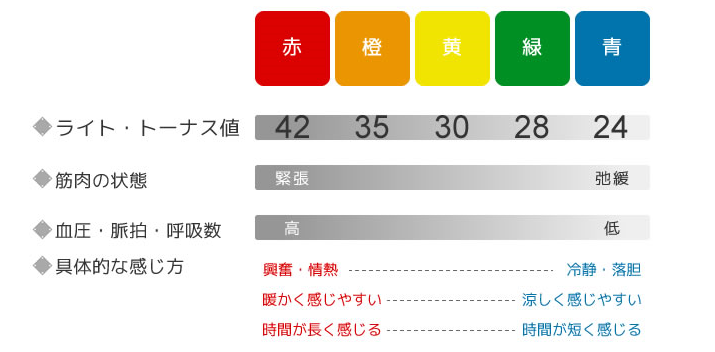 赤 橙 黄 緑 青
ライト・トーナス値 42 35 30 28 24
筋肉の状態 緊張 弛緩
血圧・脈拍・呼吸数 高 低
具体的な感じ方 興奮・情熱 冷静・落胆
暖かく感じやすい 涼しく感じやすい
時間が長く感じる 時間が短く感じる